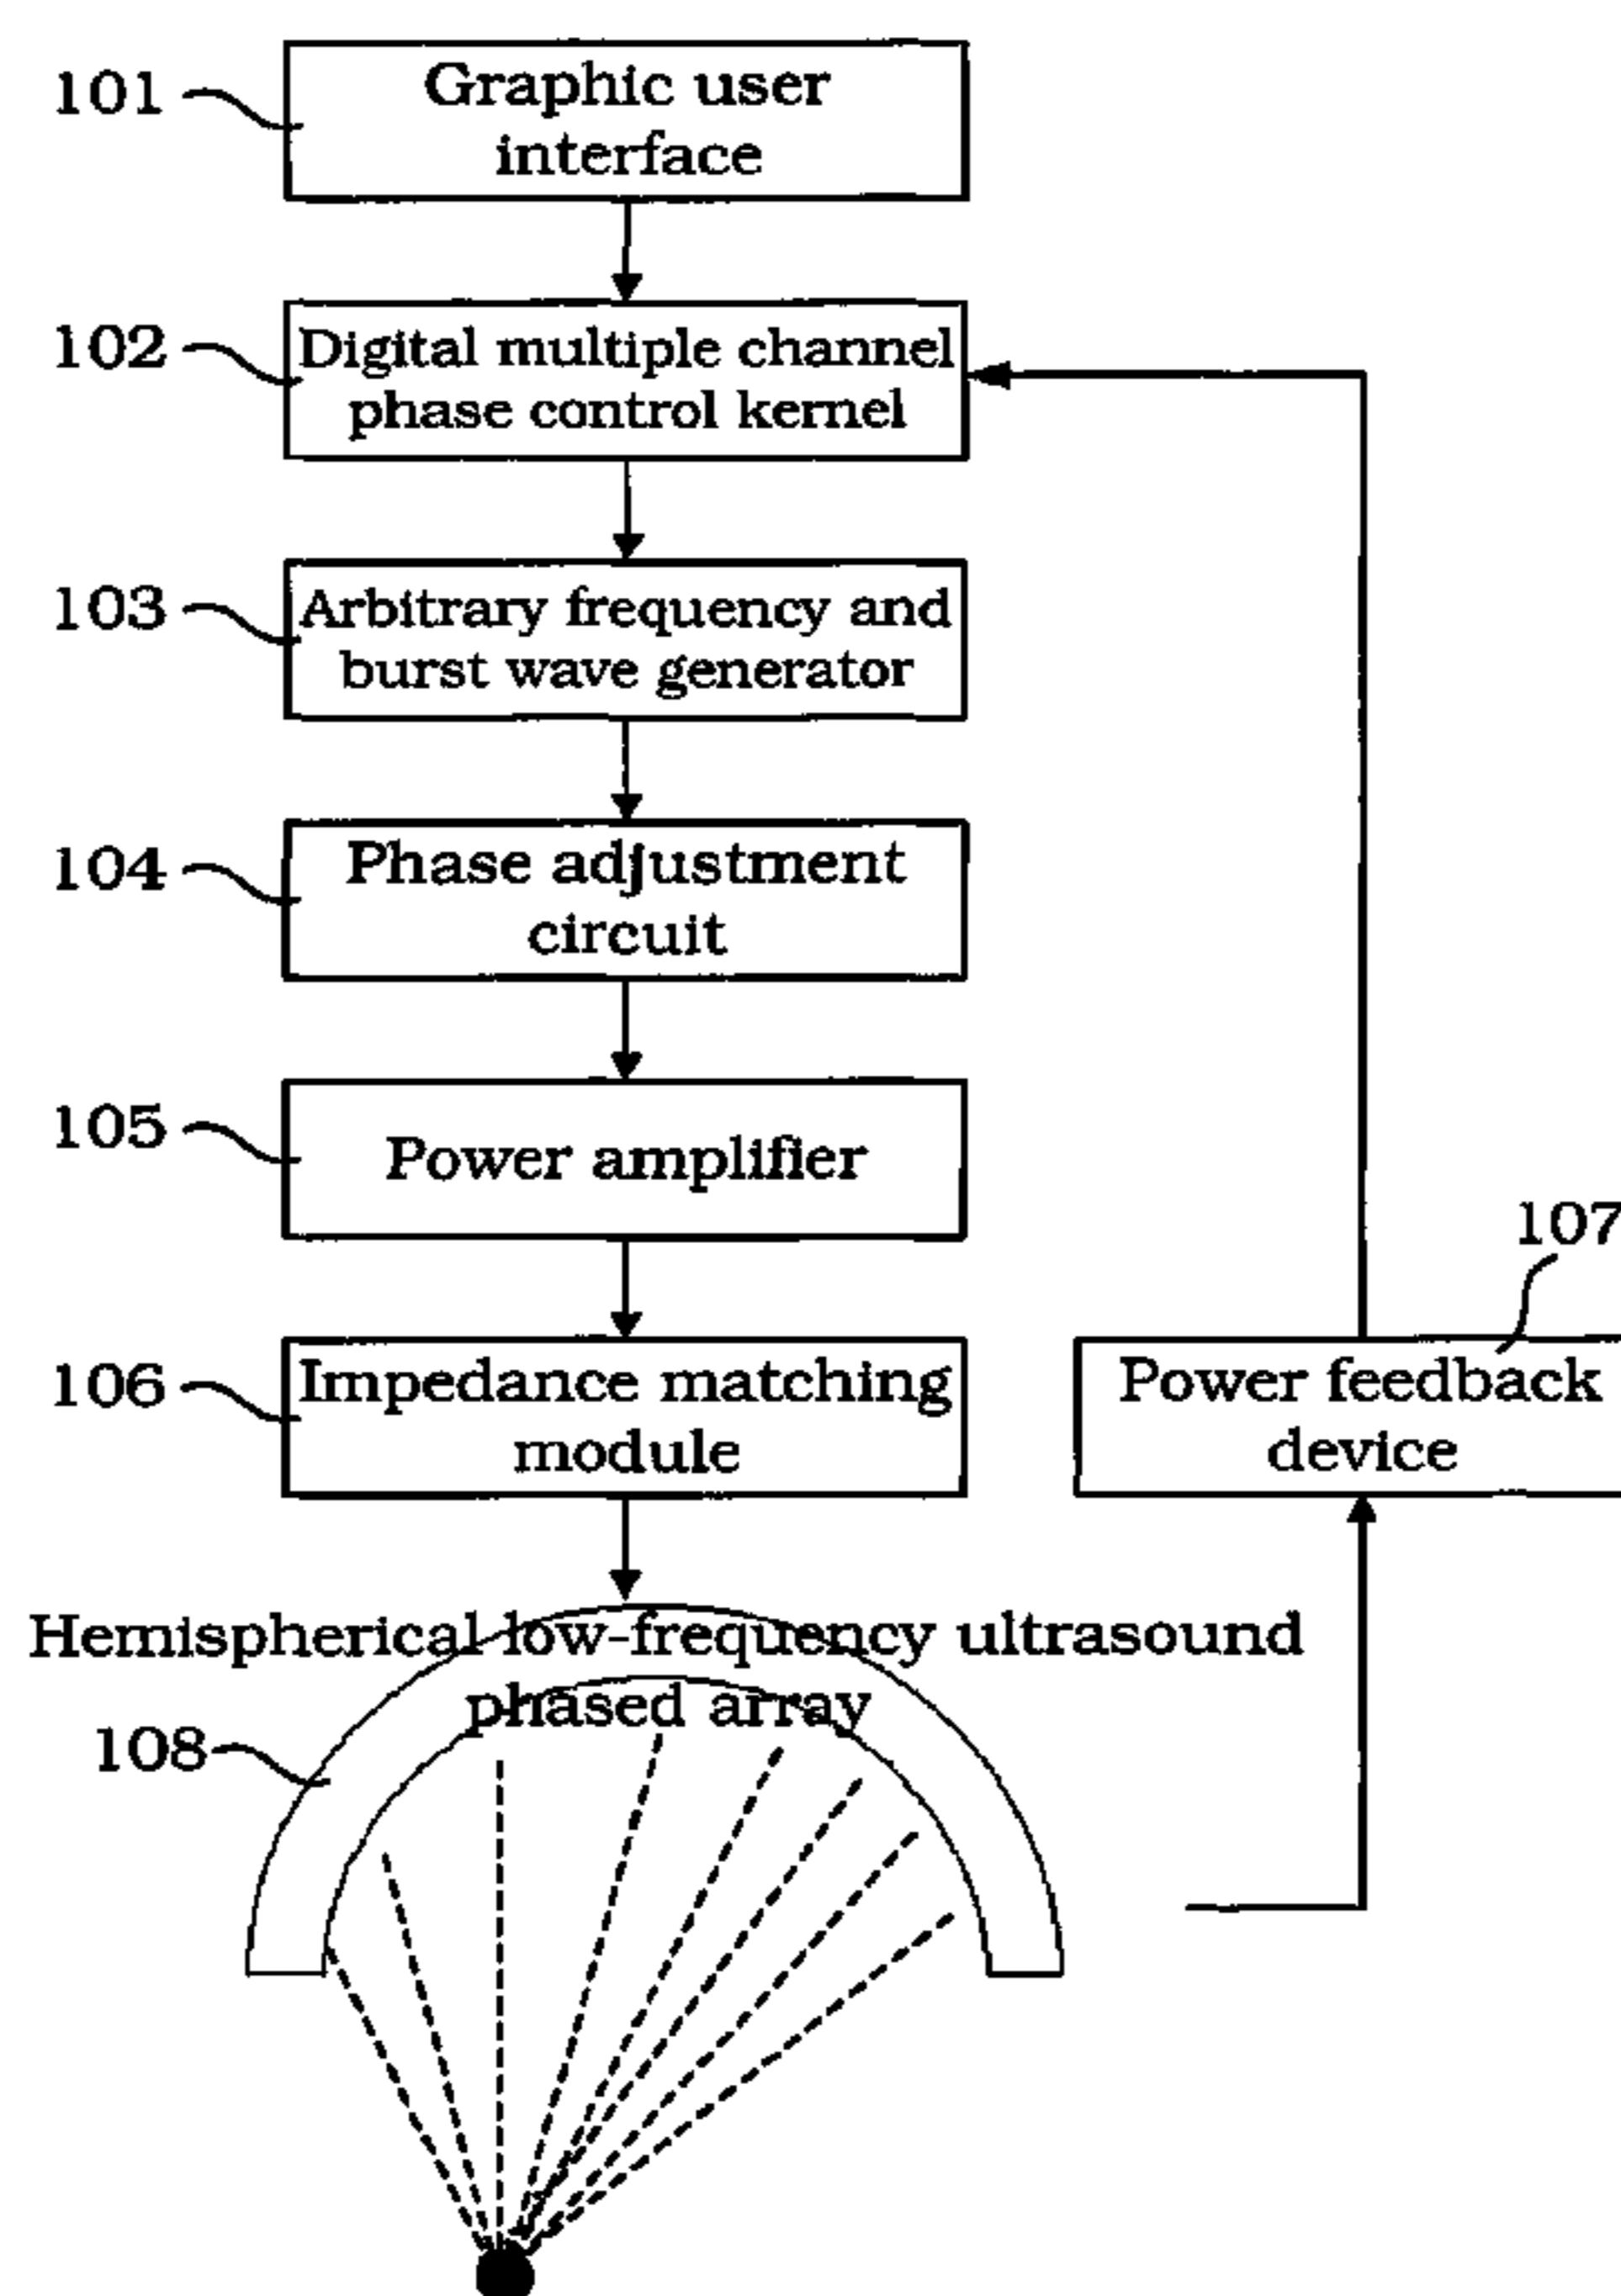 101
Graphic user
interface
102
Digital multiple channel
phase control kernel
103
Arbitrary frequency and
burst wave generator
104
Phase adjustment
circuit
105
Power amplifier
107
106
Impedance matching
module
Power feedback
device
Hemispherical low-frequency ultrasound
phased array
108